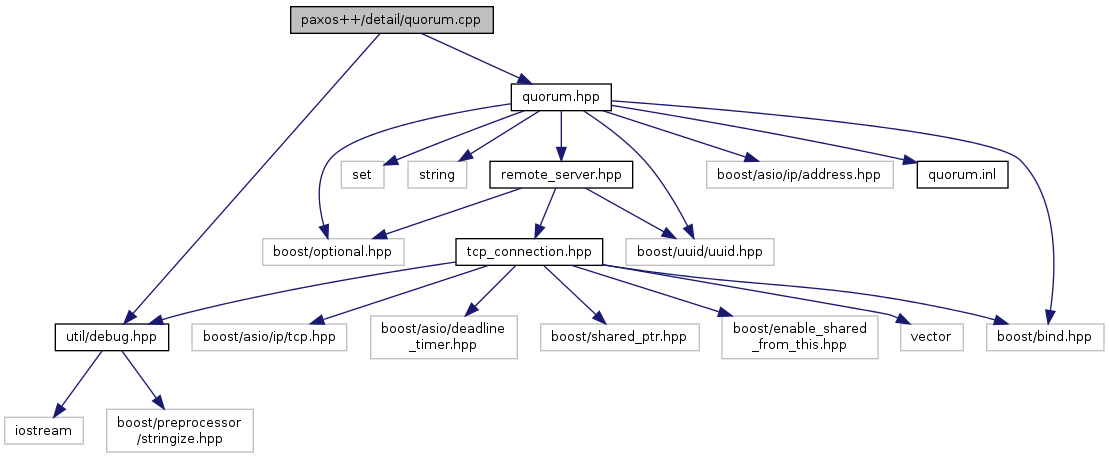 paxos++/detail/quorum.cpp
quorum.hpp
set
string
remote_server.hpp
boost/asio/ip/address.hpp
quorum.inl
boost/optional.hpp
tcp_connection.hpp
boost/uuid/uuid.hpp
util/debug.hpp
boost/asio/ip/tcp.hpp
boost/asio/deadline
_timer.hpp
boost/shared_ptr.hpp
boost/enable_shared
_from_this.hpp
vector
boost/bind.hpp
iostream
boost/preprocessor
/stringize.hpp